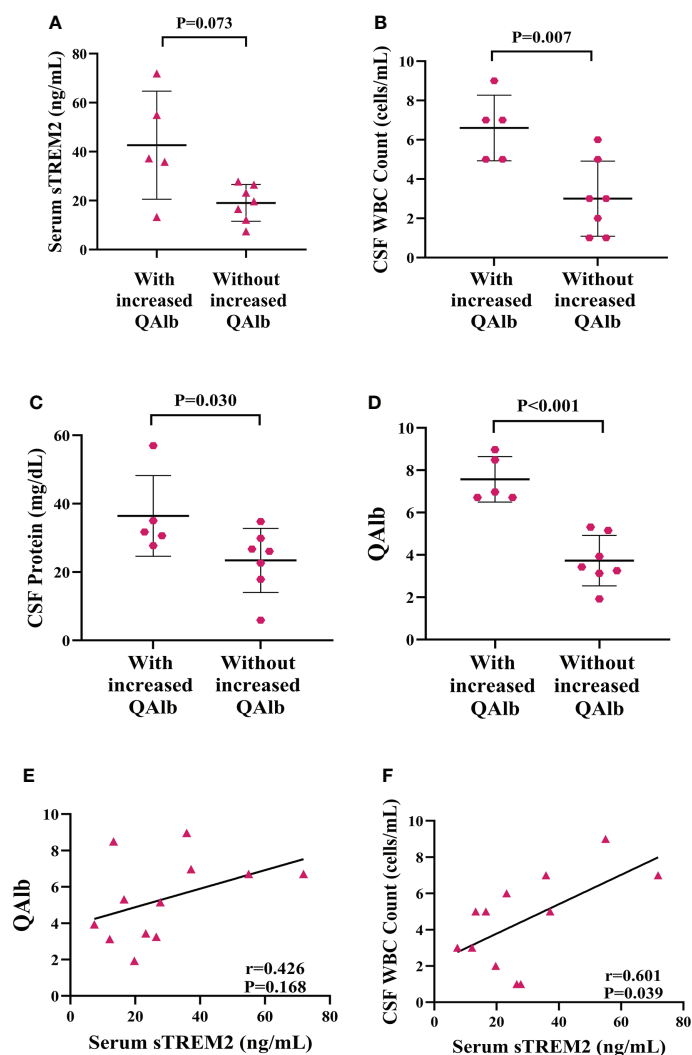 A
P=0.073
Serum sTREM2 (ng/mL)
80
60
40
20
0
With increased QAlb
Without increased QAlb
B
P=0.007
CSF WBC Count (cells/mL)
10
8
6
4
2
0
With increased QAlb
Without increased QAlb
C
P=0.030
CSF Protein (mg/dL)
60
40
20
0
With increased QAlb
Without increased QAlb
D
P<0.001
QAlb
10
8
6
4
2
0
With increased QAlb
Without increased QAlb
E
QAlb
10
8
6
4
2
0
r=0.426
P=0.168
0 20 40 60 80
Serum sTREM2 (ng/mL)
F
CSF WBC Count (cells/mL)
10
8
6
4
2
0
r=0.601
P=0.039
0 20 40 60 80
Serum sTREM2 (ng/mL)